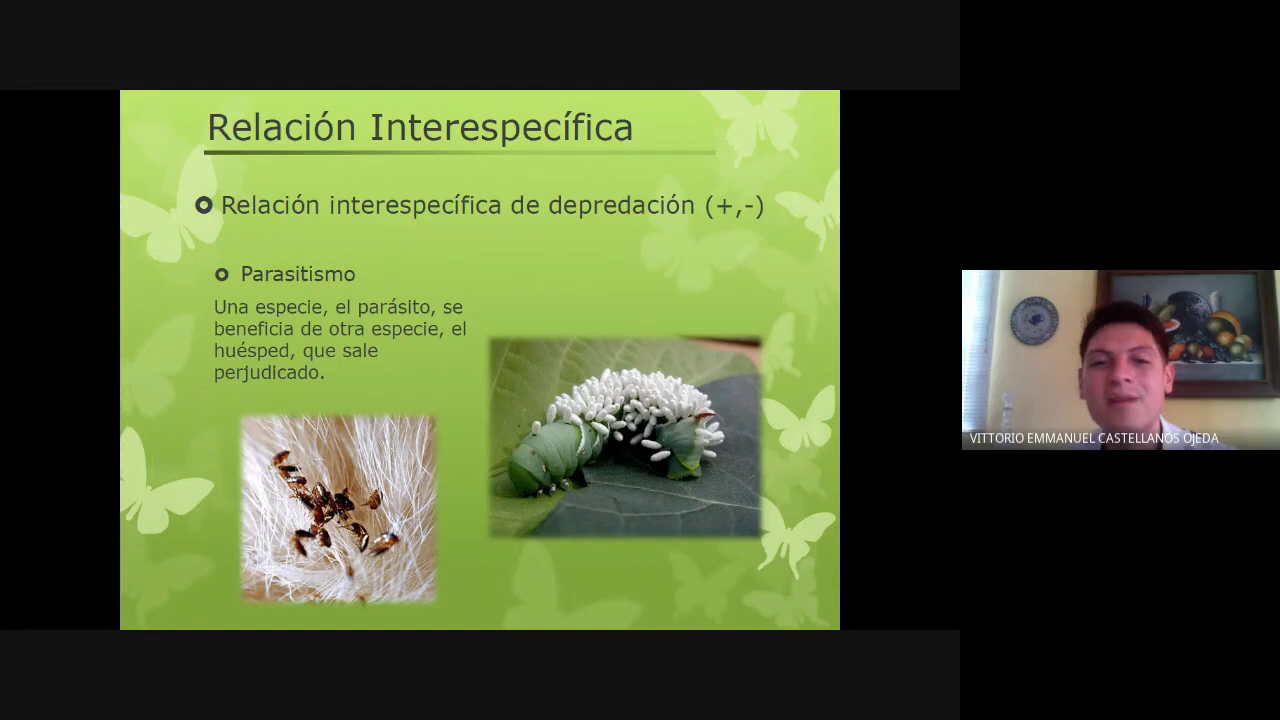 Relación Interespecífica
Relación interespecífica de depredación (+,-)
Parasitismo
Una especie, el parásito, se
beneficia de otra especie, el
huésped, que sale
perjudicado.
VITTORIO EMMANUEL CASTELLANOS OJEDA